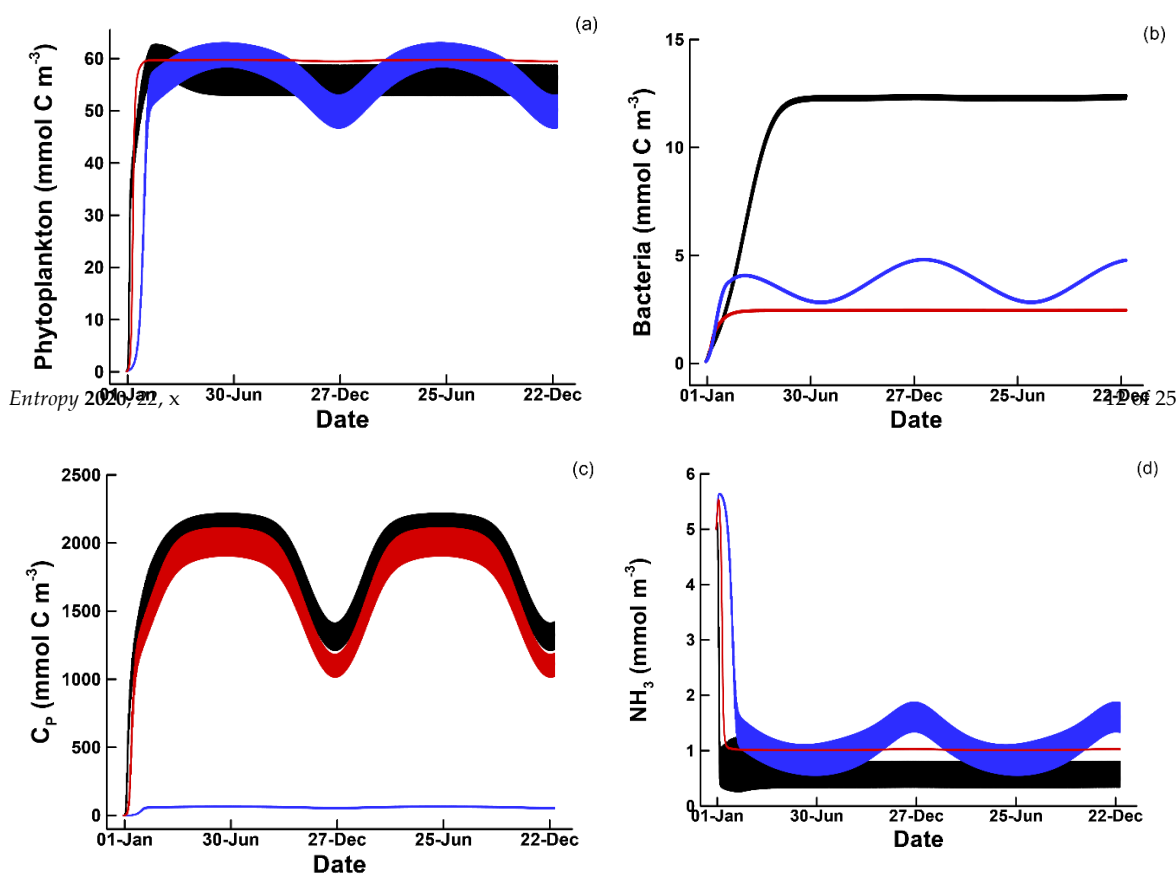 (a)
Phytoplankton (mmol C m⁻³)
60
50
40
30
20
10
0
01-Jan 30-Jun 27-Dec 25-Jun 22-Dec
Date
(b)
Bacteria (mmol C m⁻³)
15
10
5
0
01-Jan 30-Jun 27-Dec 25-Jun 22-Dec
Date
Entropy 2020, 22, x 12 of 25
(c)
C_P (mmol C m⁻³)
2500
2000
1500
1000
500
0
01-Jan 30-Jun 27-Dec 25-Jun 22-Dec
Date
(d)
NH₃ (mmol m⁻³)
6
5
4
3
2
1
0
01-Jan 30-Jun 27-Dec 25-Jun 22-Dec
Date